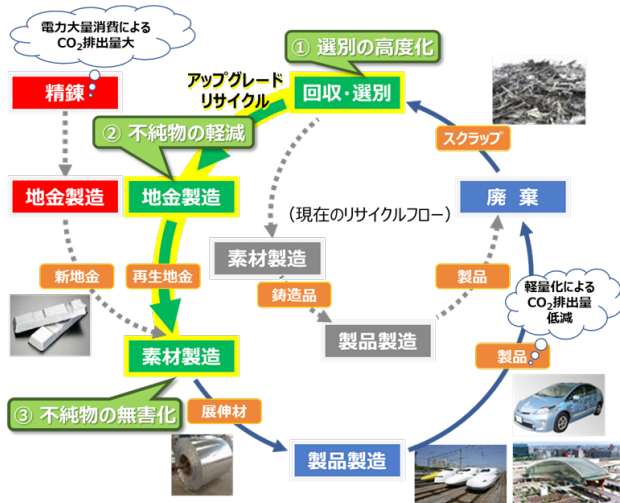 電力大量消費による
CO₂排出量大
① 選別の高度化
精錬
アップグレード
リサイクル
回収・選別
スクラップ
② 不純物の軽減
地金製造
地金製造
廃 棄
（現在のリサイクルフロー）
素材製造
新地金
再生地金
鋳造品
製品
軽量化による
CO₂排出量
低減
素材製造
製品製造
製品
③ 不純物の無害化
展伸材
製品製造